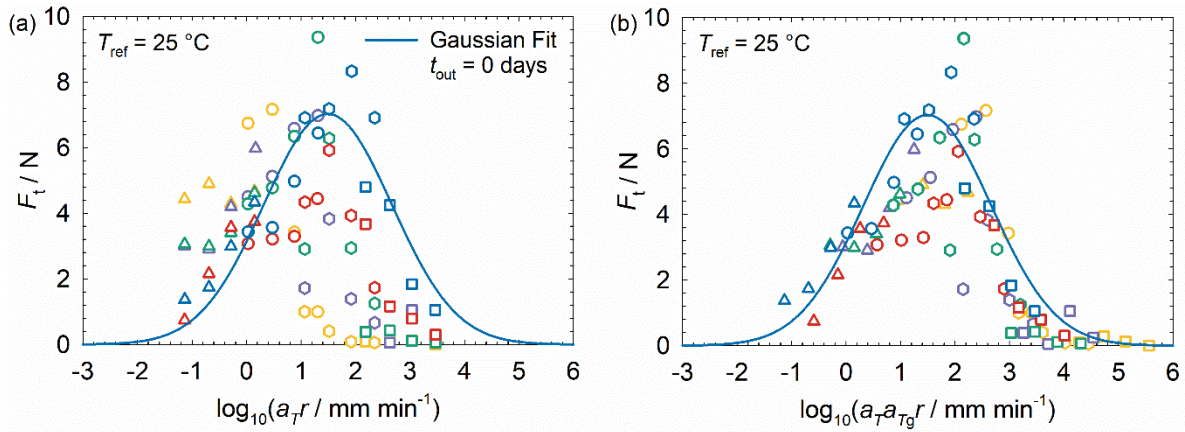 (a)
T_ref = 25 °C
Gaussian Fit
t_out = 0 days
F_t / N
10
8
6
4
2
0
-3 -2 -1 0 1 2 3 4 5 6
log₁₀(a_T r / mm min⁻¹)
(b)
T_ref = 25 °C
F_t / N
10
8
6
4
2
0
-3 -2 -1 0 1 2 3 4 5 6
log₁₀(a_T a_Tg r / mm min⁻¹)